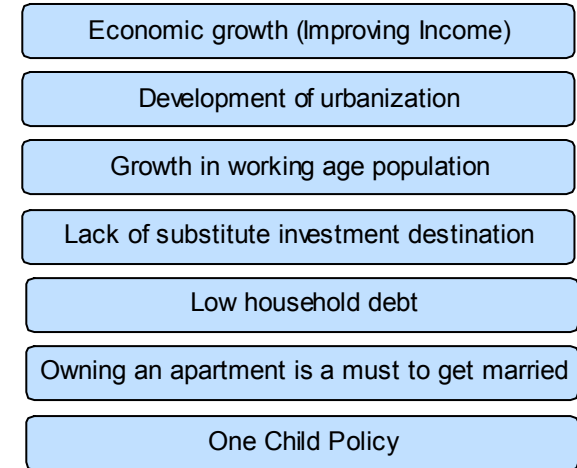 Economic growth (Improving Income)
Development of urbanization
Growth in working age population
Lack of substitute investment destination
Low household debt
Owning an apartment is a must to get married
One Child Policy